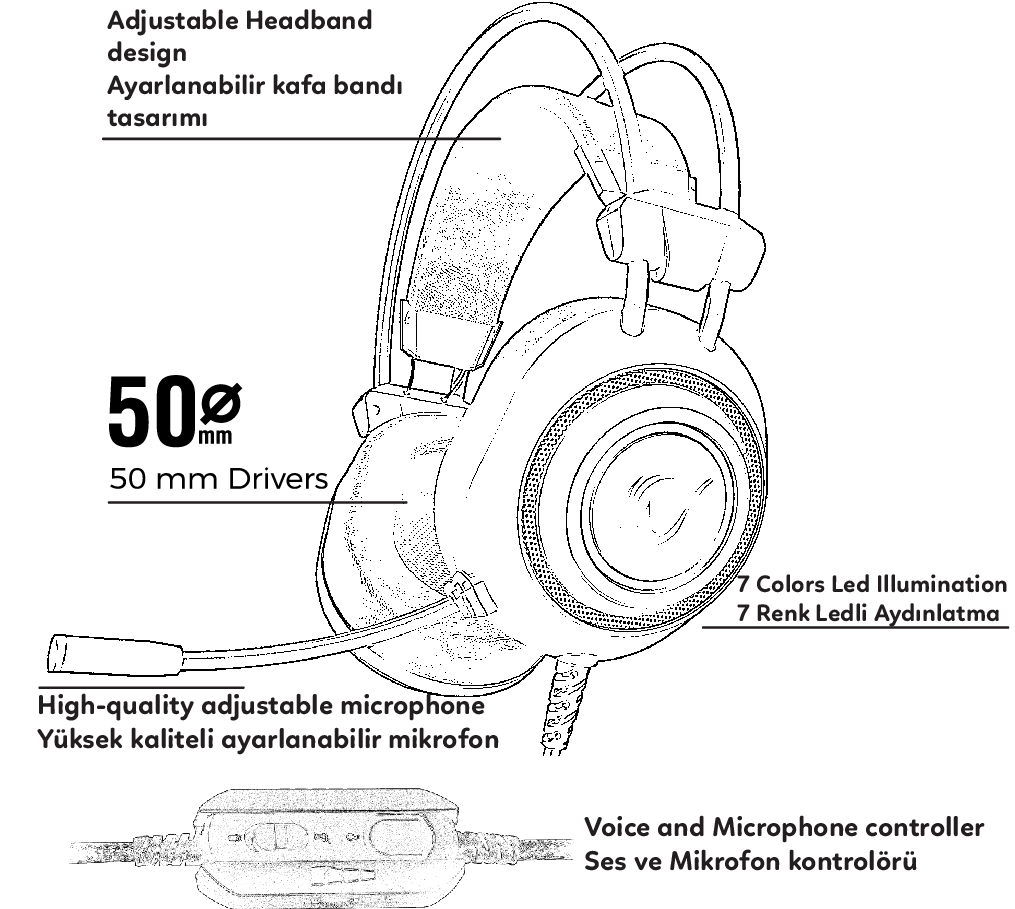 Adjustable Headband
design
Ayarlanabilir kafa bandı
tasarımı
50 Ø
mm
50 mm Drivers
7 Colors Led Illumination
7 Renk Ledli Aydınlatma
High-quality adjustable microphone
Yüksek kaliteli ayarlanabilir mikrofon
Voice and Microphone controller
Ses ve Mikrofon kontrolörü